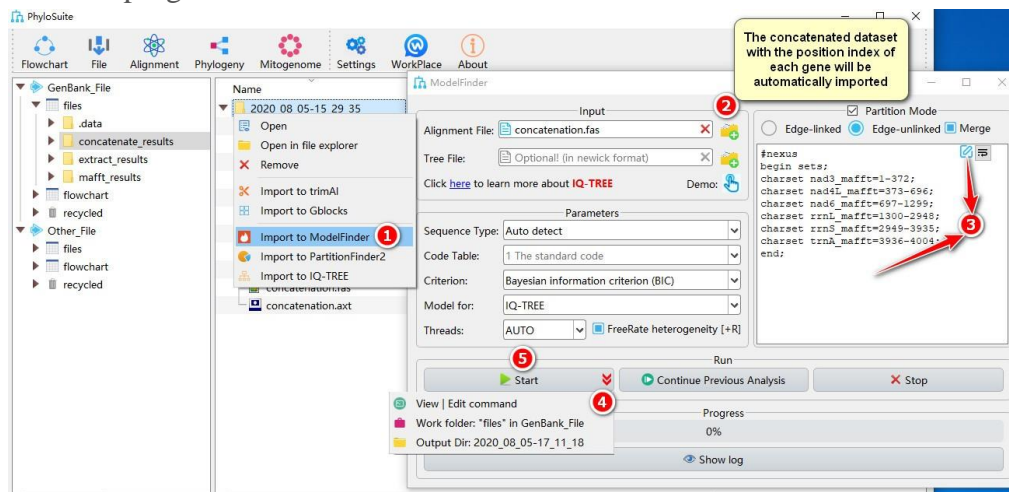 PhyloSuite
Flowchart File Alignment Phylogeny Mitogenome Settings WorkPlace About
The concatenated dataset
with the position index of
each gene will be
automatically imported
GenBank_File
files
.data
concatenate_results
extract_results
mafft_results
flowchart
recycled
Other_File
files
flowchart
recycled
Name
2020_08_05-15_29_35
Open
Open in file explorer
Remove
Import to trimAl
Import to Gblocks
Import to ModelFinder 1
Import to PartitionFinder2
Import to IQ-TREE
concatenation.fas
concatenation.axt
ModelFinder
Input
2
Alignment File: concatenation.fas
Tree File: Optional! (in newick format)
Click here to learn more about IQ-TREE Demo:
Parameters
Sequence Type: Auto detect
Code Table: 1 The standard code
Criterion: Bayesian information criterion (BIC)
Model for: IQ-TREE
Threads: AUTO FreeRate heterogeneity [+R]
Partition Mode
Edge-linked Edge-unlinked Merge
#nexus
begin sets;
charset nad3_mafft=1-372;
charset nad4L_mafft=373-696;
charset nad6_mafft=697-1299;
charset rrnL_mafft=1300-2948;
charset rrnS_mafft=2949-3935;
charset trnA_mafft=3936-4004;
end;
3
Run
5
Start Continue Previous Analysis Stop
4
View | Edit command
Work folder: "files" in GenBank_File
Output Dir: 2020_08_05-17_11_18
Progress
0%
Show log